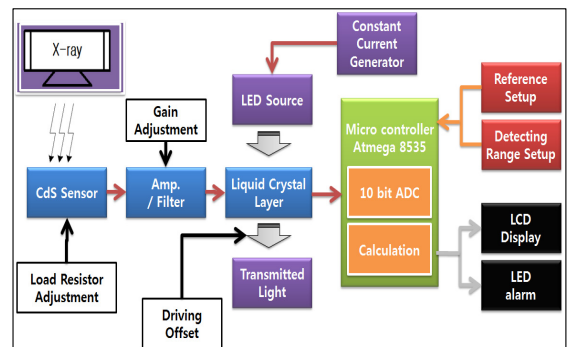 X-ray
Constant
Current
Generator
LED Source
Reference
Setup
Gain
Adjustment
Micro controller
Atmega 8535
Detecting
Range Setup
CdS Sensor
Amp.
/ Filter
Liquid Crystal
Layer
10 bit ADC
LCD
Display
Calculation
Load Resistor
Adjustment
Transmitted
Light
LED
alarm
Driving
Offset